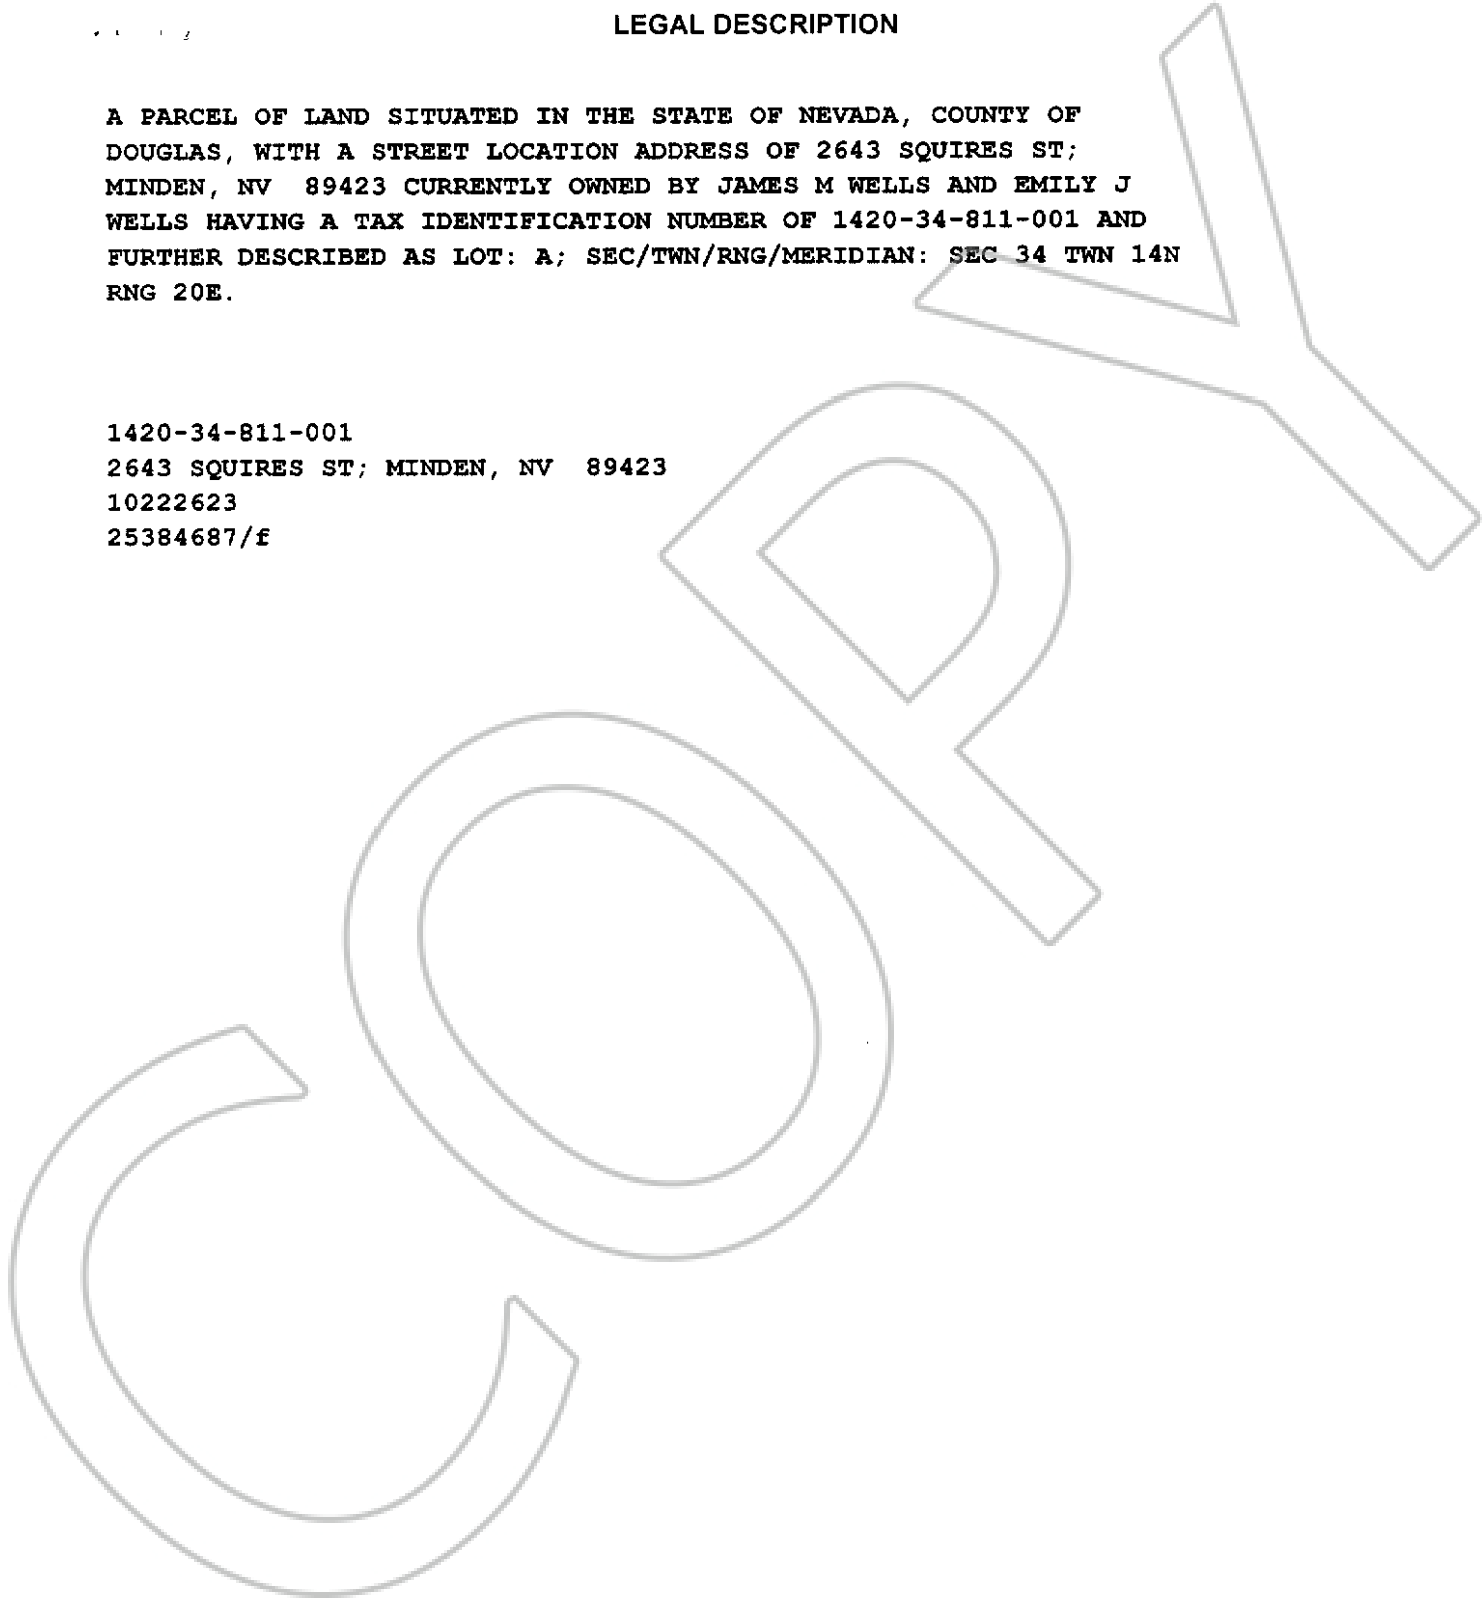 LEGAL DESCRIPTION
A PARCEL OF LAND SITUATED IN THE STATE OF NEVADA, COUNTY OF
DOUGLAS, WITH A STREET LOCATION ADDRESS OF 2643 SQUIRES ST;
MINDEN, NV  89423 CURRENTLY OWNED BY JAMES M WELLS AND EMILY J
WELLS HAVING A TAX IDENTIFICATION NUMBER OF 1420-34-811-001 AND
FURTHER DESCRIBED AS LOT: A; SEC/TWN/RNG/MERIDIAN: SEC 34 TWN 14N
RNG 20E.
1420-34-811-001
2643 SQUIRES ST; MINDEN, NV  89423
10222623
25384687/f
COPY